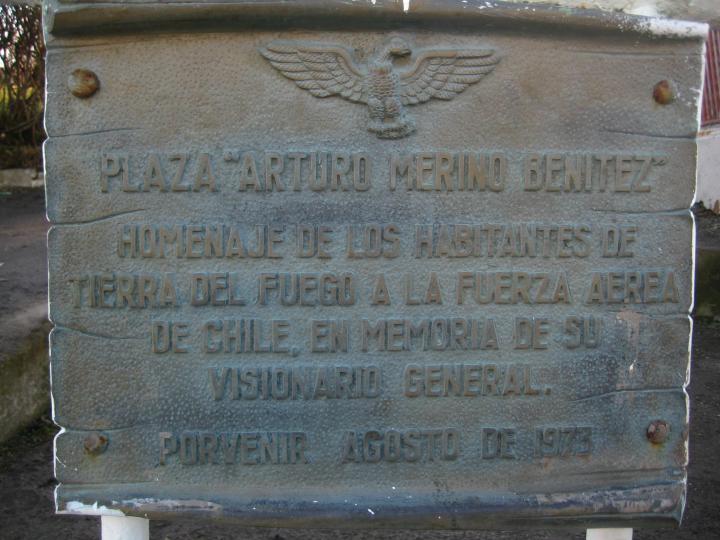 PLAZA "ARTURO MERINO BENITEZ"
HOMENAJE DE LOS HABITANTES DE
TIERRA DEL FUEGO A LA FUERZA AEREA
DE CHILE, EN MEMORIA DE SU
VISIONARIO GENERAL.
PORVENIR AGOSTO DE 1973